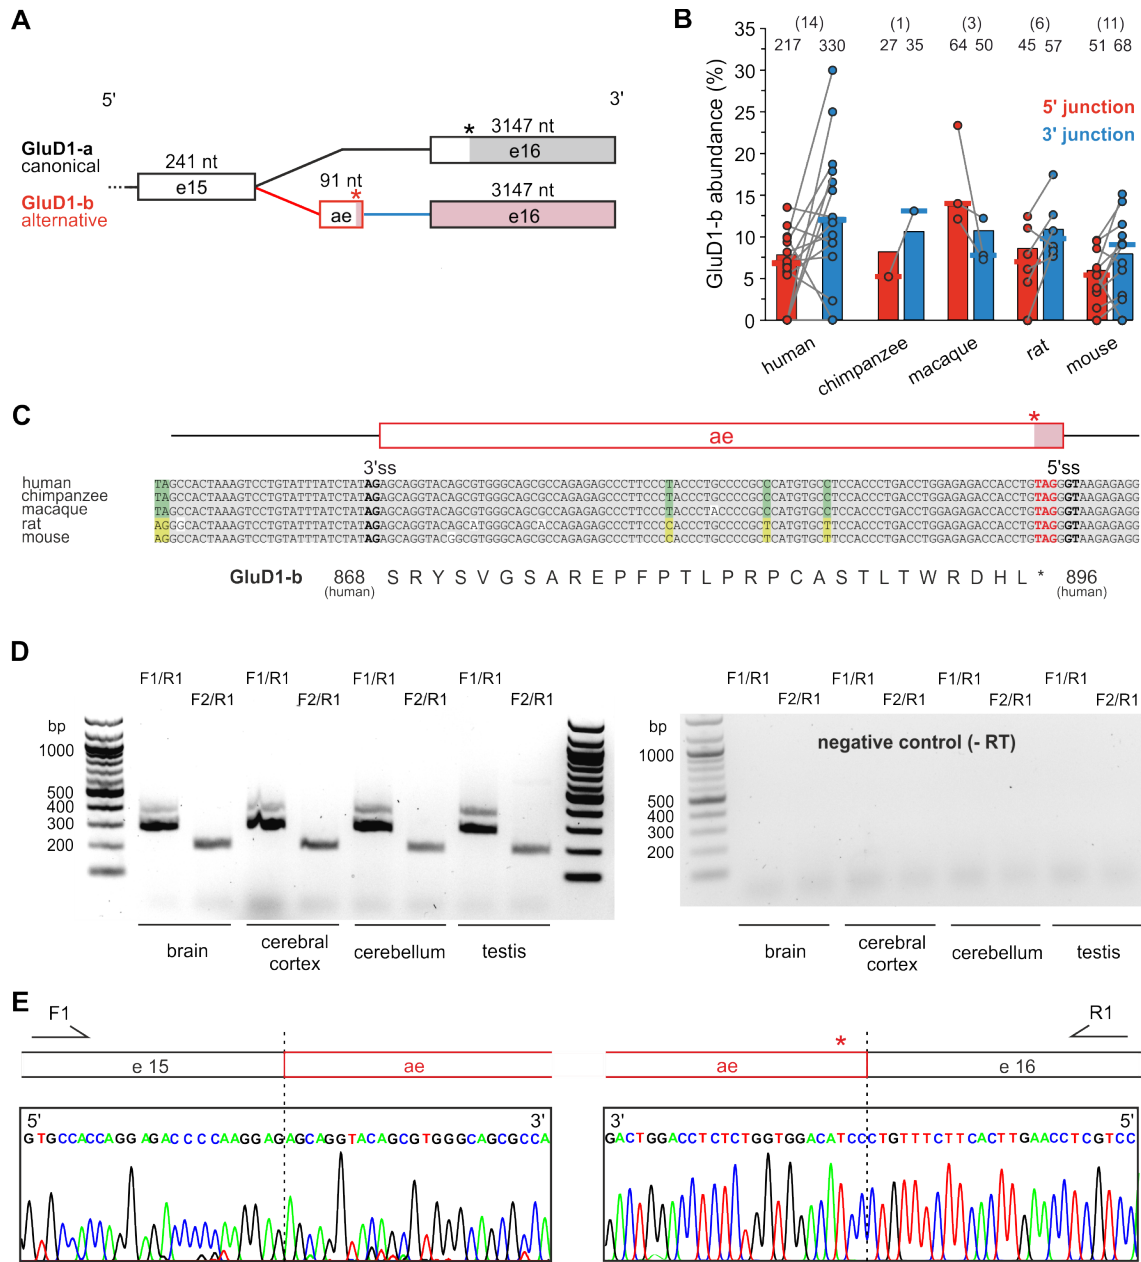 A
5'
3'
GluD1-a
canonical
241 nt
e15
*
3147 nt
e16
GluD1-b
alternative
91 nt
*
ae
3147 nt
e16
B
(14) (1) (3) (6) (11)
217 330 27 35 64 50 45 57 51 68
GluD1-b abundance (%)
35
30
25
20
15
10
5
0
5' junction
3' junction
human
chimpanzee
macaque
rat
mouse
C
*
ae
3'ss
5'ss
human
chimpanzee
macaque
rat
mouse
GluD1-b 868 S R Y S V G S A R E P F P T L P R P C A S T L T W R D H L * 896
(human) (human)
D
F1/R1 F1/R1 F1/R1 F1/R1
F2/R1 F2/R1 F2/R1 F2/R1
bp
1000
500
400
300
200
brain
cerebral
cortex
cerebellum
testis
F1/R1 F1/R1 F1/R1 F1/R1
F2/R1 F2/R1 F2/R1 F2/R1
bp
negative control (- RT)
1000
500
400
300
200
brain
cerebral
cortex
cerebellum
testis
E
F1
R1
e 15
ae
ae
*
e 16
5' 3'
GTGCCACCAGGAGACCCCCAAGGAGAGCAGGTACAGCGTGGGCAGCGCCA
3' 5'
GACTGGACCTCTCTGGTGGACATCCCTGTTTCTTCACTTGAACCTCGTCC